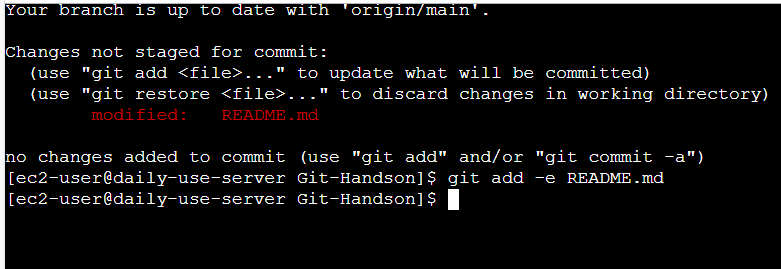 Your branch is up to date with 'origin/main'.
Changes not staged for commit:
  (use "git add <file>..." to update what will be committed)
  (use "git restore <file>..." to discard changes in working directory)
        modified:   README.md
no changes added to commit (use "git add" and/or "git commit -a")
[ec2-user@daily-use-server Git-Handson]$ git add -e README.md
[ec2-user@daily-use-server Git-Handson]$